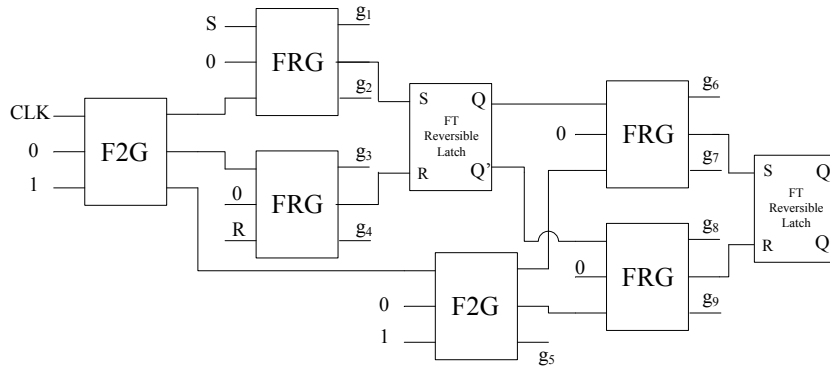 S
g1
0
FRG
g2
CLK
0
1
F2G
g3
0
FRG
R
g4
S
Q
FT
Reversible
Latch
R
Q'
g6
0
FRG
g7
S
Q
FT
Reversible
Latch
R
Q
g8
0
FRG
g9
0
F2G
1
g5